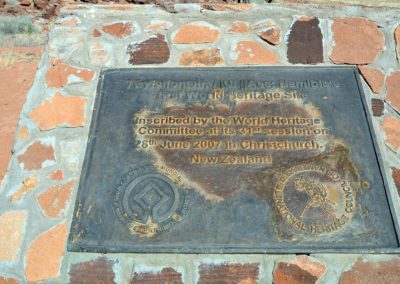 Twyfelfontein
World Heritage Site
Inscribed by the World Heritage
Committee at its 31st session on
28th June 2007 in Christchurch,
New Zealand